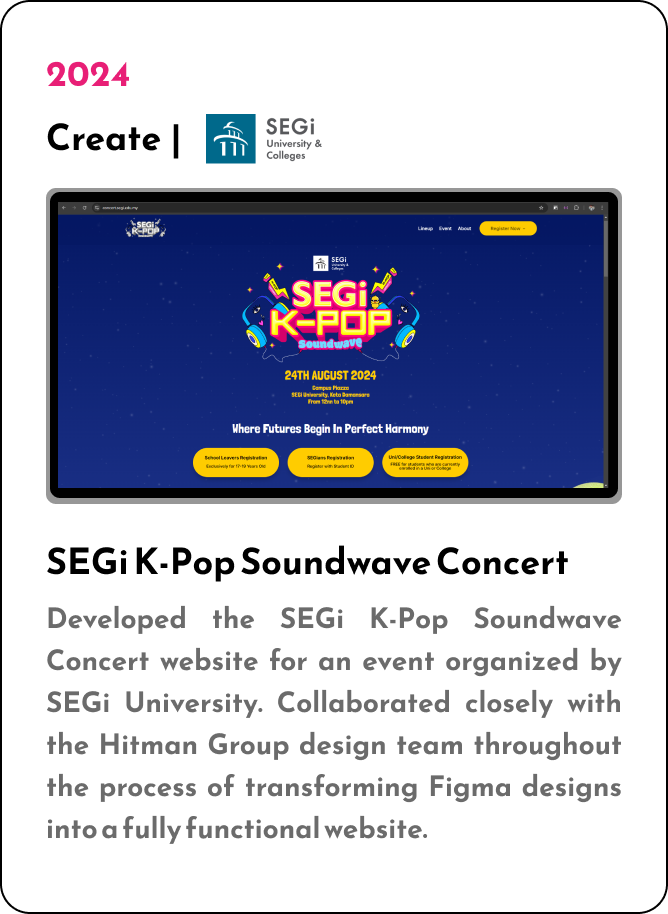 2024
Create |
SEGi
University &
Colleges
concert.segi.edu.my
SEGi
K-POP
Lineup Event About Register Now →
SEGi
University &
Colleges
SEGi
K-POP
Soundwave
24TH AUGUST 2024
Campus Piazza
SEGi University, Kota Damansara
From 12nn to 10pm
Where Futures Begin In Perfect Harmony
School Leavers Registration
Exclusively for 17-19 Years Old
SEGians Registration
Register with Student ID
Uni/College Student Registration
FREE for students who are currently
enrolled in a Uni or College
SEGi K-Pop Soundwave Concert
Developed the SEGi K-Pop Soundwave
Concert website for an event organized by
SEGi University. Collaborated closely with
the Hitman Group design team throughout
the process of transforming Figma designs
into a fully functional website.